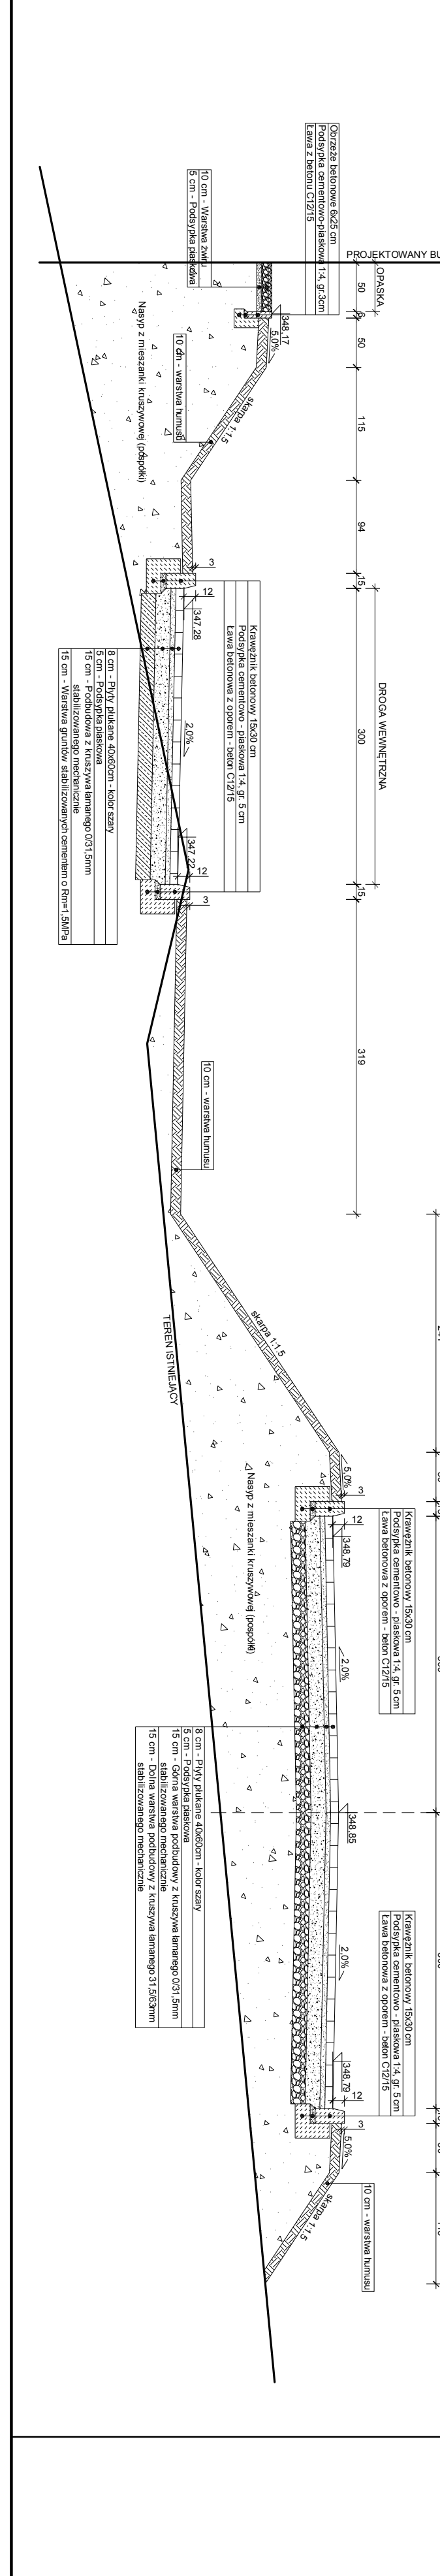 PROJEKTOWANY BU
OPASKA
50
6
50
115
94
15
DROGA WEWNĘTRZNA
300
15
319
Obrzeże betonowe 6x25 cm
Podsypka cementowo-piaskowa 1:4, gr.3cm
Ława z betonu C12/15
10 cm - Warstwa żwiru
5 cm - Podsypka piaskowa
348,17
5,0%
skarpa 1:1.5
10 cm - warstwa humusu
Nasyp z mieszanki kruszywowej (pospółki)
3
12
347,28
2,0%
347,22
12
3
Krawężnik betonowy 15x30 cm
Podsypka cementowo - piaskowa 1:4, gr. 5 cm
Ława betonowa z oporem - beton C12/15
8 cm - Płyty płukane 40x60cm - kolor szary
5 cm - Podsypka piaskowa
15 cm - Podbudowa z kruszywa łamanego 0/31,5mm
stabilizowanego mechanicznie
15 cm - Warstwa gruntów stabilizowanych cementem o Rm=1,5MPa
10 cm - warstwa humusu
TEREN ISTNIEJĄCY
skarpa 1:1.5
Nasyp z mieszanki kruszywowej (pospółki)
5,0%
3
12
348,79
2,0%
348,85
2,0%
348,79
12
3
5,0%
skarpa 1:1.5
Krawężnik betonowy 15x30 cm
Podsypka cementowo - piaskowa 1:4, gr. 5 cm
Ława betonowa z oporem - beton C12/15
Krawężnik betonowy 15x30 cm
Podsypka cementowo - piaskowa 1:4, gr. 5 cm
Ława betonowa z oporem - beton C12/15
8 cm - Płyty płukane 40x60cm - kolor szary
5 cm - Podsypka piaskowa
15 cm - Górna warstwa podbudowy z kruszywa łamanego 0/31,5mm
stabilizowanego mechanicznie
15 cm - Dolna warstwa podbudowy z kruszywa łamanego 31,5/63mm
stabilizowanego mechanicznie
10 cm - warstwa humusu